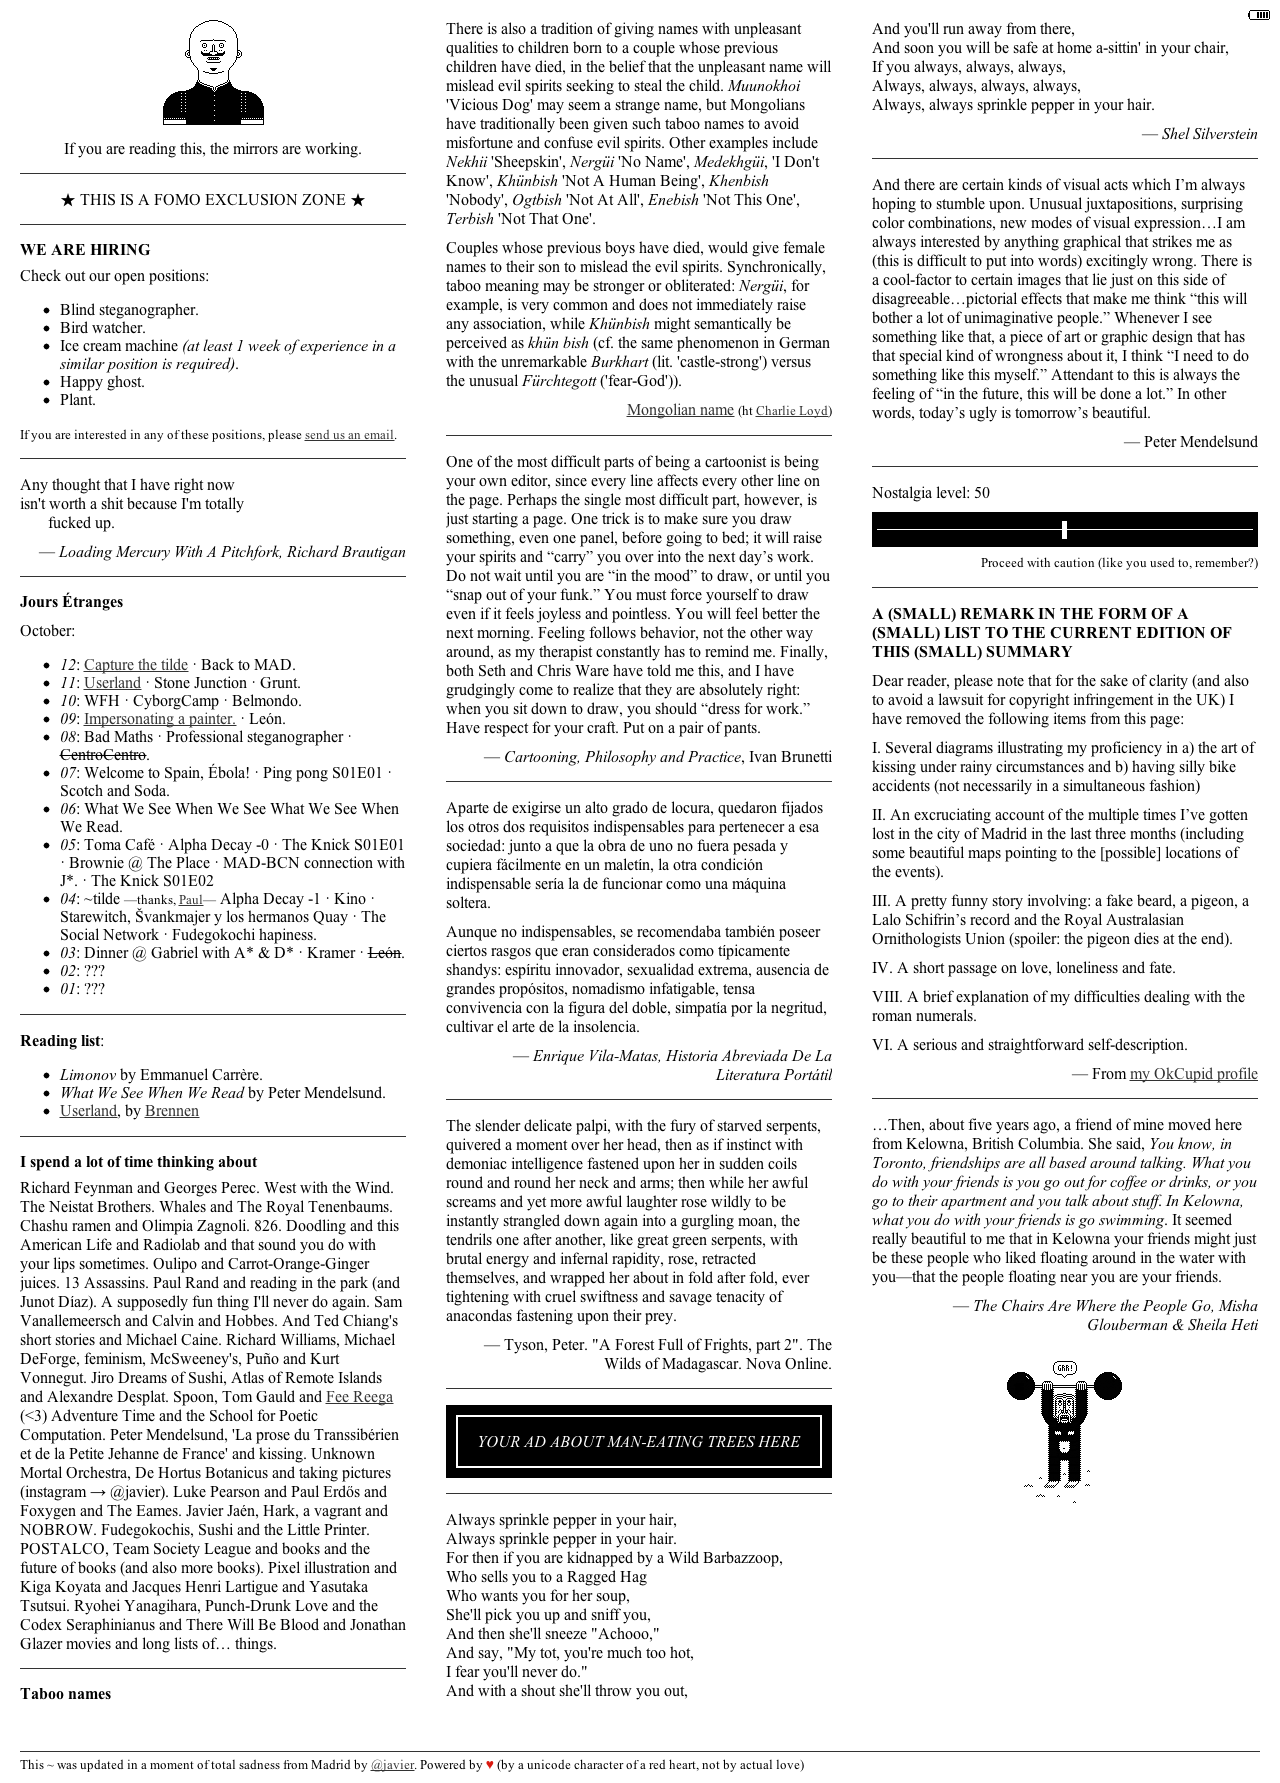 If you are reading this, the mirrors are working.
★ THIS IS A FOMO EXCLUSION ZONE ★
WE ARE HIRING
Check out our open positions:
• Blind steganographer.
• Bird watcher.
• Ice cream machine (at least 1 week of experience in a
similar position is required).
• Happy ghost.
• Plant.
If you are interested in any of these positions, please send us an email.
Any thought that I have right now
isn't worth a shit because I'm totally
fucked up.
— Loading Mercury With A Pitchfork, Richard Brautigan
Jours Étranges
October:
• 12: Capture the tilde · Back to MAD.
• 11: Userland · Stone Junction · Grunt.
• 10: WFH · CyborgCamp · Belmondo.
• 09: Impersonating a painter. · León.
• 08: Bad Maths · Professional steganographer ·
CentroCentro.
• 07: Welcome to Spain, Ébola! · Ping pong S01E01 ·
Scotch and Soda.
• 06: What We See When We See What We See When
We Read.
• 05: Toma Café · Alpha Decay -0 · The Knick S01E01
· Brownie @ The Place · MAD-BCN connection with
J*. · The Knick S01E02
• 04: ~tilde —thanks, Paul— Alpha Decay -1 · Kino ·
Starewitch, Švankmajer y los hermanos Quay · The
Social Network · Fudegokochi hapiness.
• 03: Dinner @ Gabriel with A* & D* · Kramer · León.
• 02: ???
• 01: ???
Reading list:
• Limonov by Emmanuel Carrère.
• What We See When We Read by Peter Mendelsund.
• Userland, by Brennen
I spend a lot of time thinking about
Richard Feynman and Georges Perec. West with the Wind.
The Neistat Brothers. Whales and The Royal Tenenbaums.
Chashu ramen and Olimpia Zagnoli. 826. Doodling and this
American Life and Radiolab and that sound you do with
your lips sometimes. Oulipo and Carrot-Orange-Ginger
juices. 13 Assassins. Paul Rand and reading in the park (and
Junot Díaz). A supposedly fun thing I'll never do again. Sam
Vanallemeersch and Calvin and Hobbes. And Ted Chiang's
short stories and Michael Caine. Richard Williams, Michael
DeForge, feminism, McSweeney's, Puño and Kurt
Vonnegut. Jiro Dreams of Sushi, Atlas of Remote Islands
and Alexandre Desplat. Spoon, Tom Gauld and Fee Reega
(<3) Adventure Time and the School for Poetic
Computation. Peter Mendelsund, 'La prose du Transsibérien
et de la Petite Jehanne de France' and kissing. Unknown
Mortal Orchestra, De Hortus Botanicus and taking pictures
(instagram → @javier). Luke Pearson and Paul Erdös and
Foxygen and The Eames. Javier Jaén, Hark, a vagrant and
NOBROW. Fudegokochis, Sushi and the Little Printer.
POSTALCO, Team Society League and books and the
future of books (and also more books). Pixel illustration and
Kiga Koyata and Jacques Henri Lartigue and Yasutaka
Tsutsui. Ryohei Yanagihara, Punch-Drunk Love and the
Codex Seraphinianus and There Will Be Blood and Jonathan
Glazer movies and long lists of… things.
Taboo names
There is also a tradition of giving names with unpleasant
qualities to children born to a couple whose previous
children have died, in the belief that the unpleasant name will
mislead evil spirits seeking to steal the child. Muunokhoi
'Vicious Dog' may seem a strange name, but Mongolians
have traditionally been given such taboo names to avoid
misfortune and confuse evil spirits. Other examples include
Nekhii 'Sheepskin', Nergüi 'No Name', Medekhgüi, 'I Don't
Know', Khünbish 'Not A Human Being', Khenbish
'Nobody', Ogtbish 'Not At All', Enebish 'Not This One',
Terbish 'Not That One'.
Couples whose previous boys have died, would give female
names to their son to mislead the evil spirits. Synchronically,
taboo meaning may be stronger or obliterated: Nergüi, for
example, is very common and does not immediately raise
any association, while Khünbish might semantically be
perceived as khün bish (cf. the same phenomenon in German
with the unremarkable Burkhart (lit. 'castle-strong') versus
the unusual Fürchtegott ('fear-God')).
Mongolian name (ht Charlie Loyd)
One of the most difficult parts of being a cartoonist is being
your own editor, since every line affects every other line on
the page. Perhaps the single most difficult part, however, is
just starting a page. One trick is to make sure you draw
something, even one panel, before going to bed; it will raise
your spirits and “carry” you over into the next day’s work.
Do not wait until you are “in the mood” to draw, or until you
“snap out of your funk.” You must force yourself to draw
even if it feels joyless and pointless. You will feel better the
next morning. Feeling follows behavior, not the other way
around, as my therapist constantly has to remind me. Finally,
both Seth and Chris Ware have told me this, and I have
grudgingly come to realize that they are absolutely right:
when you sit down to draw, you should “dress for work.”
Have respect for your craft. Put on a pair of pants.
— Cartooning, Philosophy and Practice, Ivan Brunetti
Aparte de exigirse un alto grado de locura, quedaron fijados
los otros dos requisitos indispensables para pertenecer a esa
sociedad: junto a que la obra de uno no fuera pesada y
cupiera fácilmente en un maletín, la otra condición
indispensable sería la de funcionar como una máquina
soltera.
Aunque no indispensables, se recomendaba también poseer
ciertos rasgos que eran considerados como típicamente
shandys: espíritu innovador, sexualidad extrema, ausencia de
grandes propósitos, nomadismo infatigable, tensa
convivencia con la figura del doble, simpatía por la negritud,
cultivar el arte de la insolencia.
— Enrique Vila-Matas, Historia Abreviada De La
Literatura Portátil
The slender delicate palpi, with the fury of starved serpents,
quivered a moment over her head, then as if instinct with
demoniac intelligence fastened upon her in sudden coils
round and round her neck and arms; then while her awful
screams and yet more awful laughter rose wildly to be
instantly strangled down again into a gurgling moan, the
tendrils one after another, like great green serpents, with
brutal energy and infernal rapidity, rose, retracted
themselves, and wrapped her about in fold after fold, ever
tightening with cruel swiftness and savage tenacity of
anacondas fastening upon their prey.
— Tyson, Peter. "A Forest Full of Frights, part 2". The
Wilds of Madagascar. Nova Online.
YOUR AD ABOUT MAN-EATING TREES HERE
Always sprinkle pepper in your hair,
Always sprinkle pepper in your hair.
For then if you are kidnapped by a Wild Barbazzoop,
Who sells you to a Ragged Hag
Who wants you for her soup,
She'll pick you up and sniff you,
And then she'll sneeze "Achooo,"
And say, "My tot, you're much too hot,
I fear you'll never do."
And with a shout she'll throw you out,
And you'll run away from there,
And soon you will be safe at home a-sittin' in your chair,
If you always, always, always,
Always, always, always, always,
Always, always sprinkle pepper in your hair.
— Shel Silverstein
And there are certain kinds of visual acts which I’m always
hoping to stumble upon. Unusual juxtapositions, surprising
color combinations, new modes of visual expression…I am
always interested by anything graphical that strikes me as
(this is difficult to put into words) excitingly wrong. There is
a cool-factor to certain images that lie just on this side of
disagreeable…pictorial effects that make me think “this will
bother a lot of unimaginative people.” Whenever I see
something like that, a piece of art or graphic design that has
that special kind of wrongness about it, I think “I need to do
something like this myself.” Attendant to this is always the
feeling of “in the future, this will be done a lot.” In other
words, today’s ugly is tomorrow’s beautiful.
— Peter Mendelsund
Nostalgia level: 50
Proceed with caution (like you used to, remember?)
A (SMALL) REMARK IN THE FORM OF A
(SMALL) LIST TO THE CURRENT EDITION OF
THIS (SMALL) SUMMARY
Dear reader, please note that for the sake of clarity (and also
to avoid a lawsuit for copyright infringement in the UK) I
have removed the following items from this page:
I. Several diagrams illustrating my proficiency in a) the art of
kissing under rainy circumstances and b) having silly bike
accidents (not necessarily in a simultaneous fashion)
II. An excruciating account of the multiple times I’ve gotten
lost in the city of Madrid in the last three months (including
some beautiful maps pointing to the [possible] locations of
the events).
III. A pretty funny story involving: a fake beard, a pigeon, a
Lalo Schifrin’s record and the Royal Australasian
Ornithologists Union (spoiler: the pigeon dies at the end).
IV. A short passage on love, loneliness and fate.
VIII. A brief explanation of my difficulties dealing with the
roman numerals.
VI. A serious and straightforward self-description.
— From my OkCupid profile
…Then, about five years ago, a friend of mine moved here
from Kelowna, British Columbia. She said, You know, in
Toronto, friendships are all based around talking. What you
do with your friends is you go out for coffee or drinks, or you
go to their apartment and you talk about stuff. In Kelowna,
what you do with your friends is go swimming. It seemed
really beautiful to me that in Kelowna your friends might just
be these people who liked floating around in the water with
you—that the people floating near you are your friends.
— The Chairs Are Where the People Go, Misha
Glouberman & Sheila Heti
GRR!
This ~ was updated in a moment of total sadness from Madrid by @javier. Powered by ♥ (by a unicode character of a red heart, not by actual love)